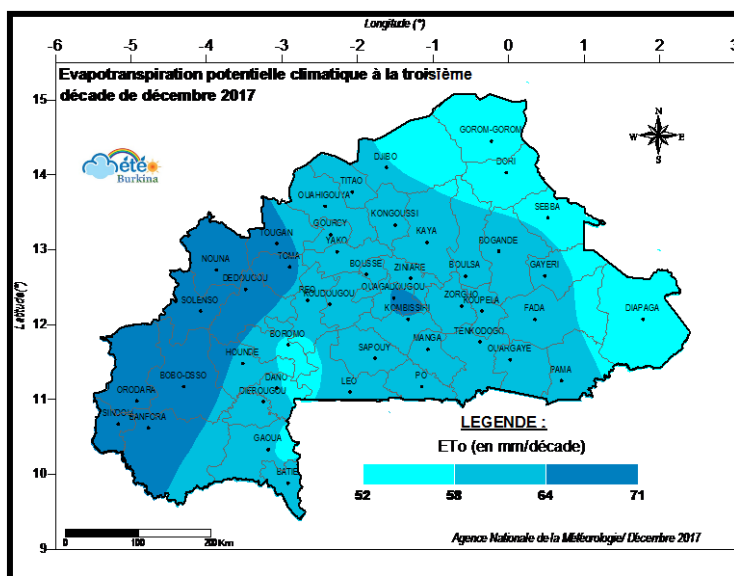 Longitude (°)
-6 -5 -4 -3 -2 -1 0 1 2 3
Evapotranspiration potentielle climatique à la troisième
décade de décembre 2017
15
GOROM-GOROM
N
W E
S
DJIBO
DORI
été
Burkina
14
TITAO
OUAHIGOUYA
SEBBA
KONGOUSSI
GOURCY
KAYA
TOUGAN
13
YAKO
BOGANDE
NOUNA
TOMA
BOUSSE
ZINIARE
BOULSA
GAYERI
DEDOUGOU
OUAGADOUGOU
REO
KOUDOUGOU
SOLENSO
ZORGHO
KOUPELA
KOMBISSIRI
FADA
DIAPAGA
Latitude(°)
12
TENKODOGO
BOROMO
MANGA
HOUNDE
SAPOUY
OUARGAYE
BOBO-DSSO
DANO
LEO
PO
PAMA
ORODARA
DIEBOUGOU
11
SINDOU
BANFORA
LEGENDE :
GAOUA
ETo (en mm/décade)
10
BATIE
52 58 64 71
0 100 200 Km
Agence Nationale de la Météorologie/ Décembre 2017
9